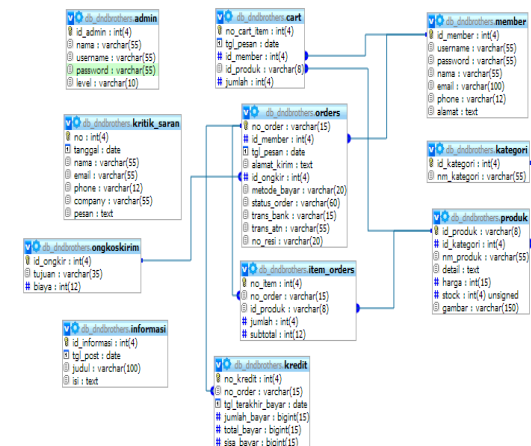 db_dndbrothers.admin
id_admin : int(4)
nama : varchar(55)
username : varchar(55)
password : varchar(55)
level : varchar(10)
db_dndbrothers.cart
no_cart_item : int(4)
tgl_pesan : date
id_member : int(4)
id_produk : varchar(8)
jumlah : int(4)
db_dndbrothers.member
id_member : int(4)
username : varchar(55)
password : varchar(55)
nama : varchar(55)
email : varchar(100)
phone : varchar(12)
alamat : text
db_dndbrothers.kritik_saran
no : int(4)
tanggal : date
nama : varchar(55)
email : varchar(55)
phone : varchar(12)
company : varchar(55)
pesan : text
db_dndbrothers.orders
no_order : varchar(15)
id_member : int(4)
tgl_pesan : date
alamat_kirim : text
id_ongkir : int(4)
metode_bayar : varchar(20)
status_order : varchar(60)
trans_bank : varchar(15)
trans_atn : varchar(55)
no_resi : varchar(20)
db_dndbrothers.kategori
id_kategori : int(4)
nm_kategori : varchar(55)
db_dndbrothers.produk
id_produk : varchar(8)
id_kategori : int(4)
nm_produk : varchar(55)
detail : text
harga : int(15)
stock : int(4) unsigned
gambar : varchar(150)
db_dndbrothers.ongkoskirim
id_ongkir : int(4)
tujuan : varchar(35)
biaya : int(12)
db_dndbrothers.item_orders
no_item : int(4)
no_order : varchar(15)
id_produk : varchar(8)
jumlah : int(4)
subtotal : int(12)
db_dndbrothers.informasi
id_informasi : int(4)
tgl_post : date
judul : varchar(100)
isi : text
db_dndbrothers.kredit
no_kredit : int(4)
no_order : varchar(15)
tgl_terakhir_bayar : date
jumlah_bayar : bigint(15)
total_bayar : bigint(15)
sisa_bayar : bigint(15)